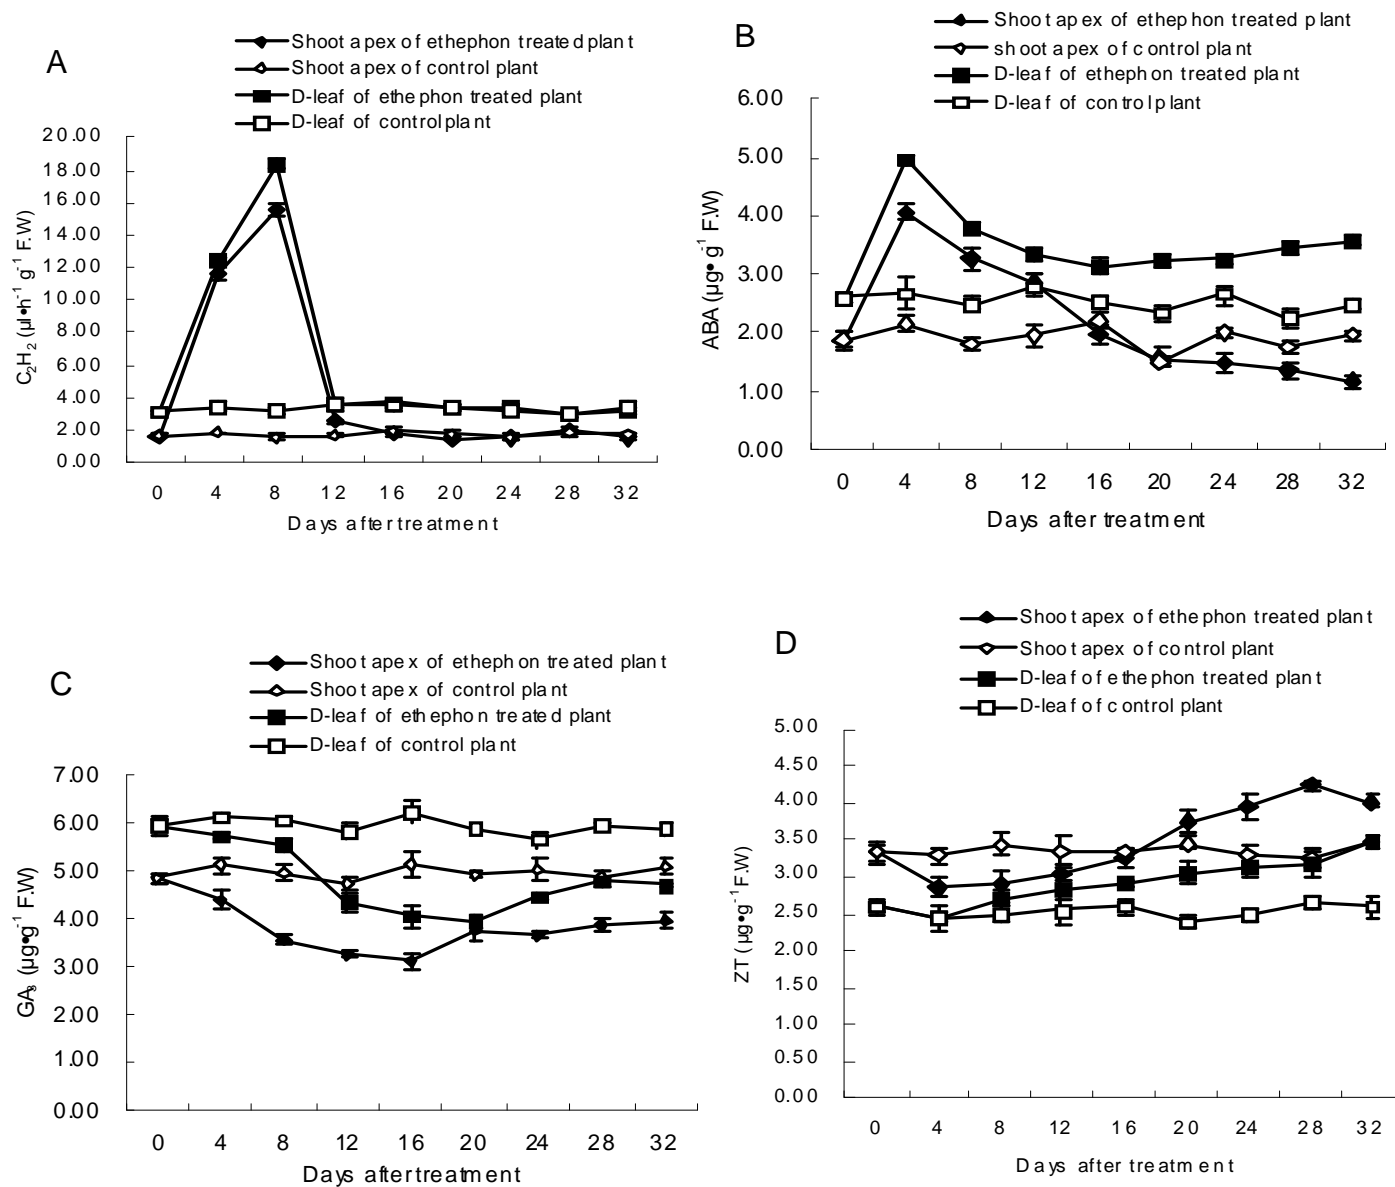 A
Shoot apex of ethephon treated plant
Shoot apex of control plant
D-leaf of ethephon treated plant
D-leaf of control plant
20.00
18.00
16.00
14.00
12.00
10.00
8.00
6.00
4.00
2.00
0.00
C2H2 (µl•h-1 g-1 F.W)
0 4 8 12 16 20 24 28 32
Days after treatment
B
Shoot apex of ethephon treated plant
shoot apex of control plant
D-leaf of ethephon treated plant
D-leaf of control plant
6.00
5.00
4.00
3.00
2.00
1.00
0.00
ABA (µg•g-1 F.W)
0 4 8 12 16 20 24 28 32
Days after treatment
C
Shoot apex of ethephon treated plant
Shoot apex of control plant
D-leaf of ethephon treated plant
D-leaf of control plant
7.00
6.00
5.00
4.00
3.00
2.00
1.00
0.00
GA3 (µg•g-1 F.W)
0 4 8 12 16 20 24 28 32
Days after treatment
D
Shoot apex of ethephon treated plant
Shoot apex of control plant
D-leaf of ethephon treated plant
D-leaf of control plant
5.00
4.50
4.00
3.50
3.00
2.50
2.00
1.50
1.00
0.50
0.00
ZT (µg•g-1 F.W)
0 4 8 12 16 20 24 28 32
Days after treatment